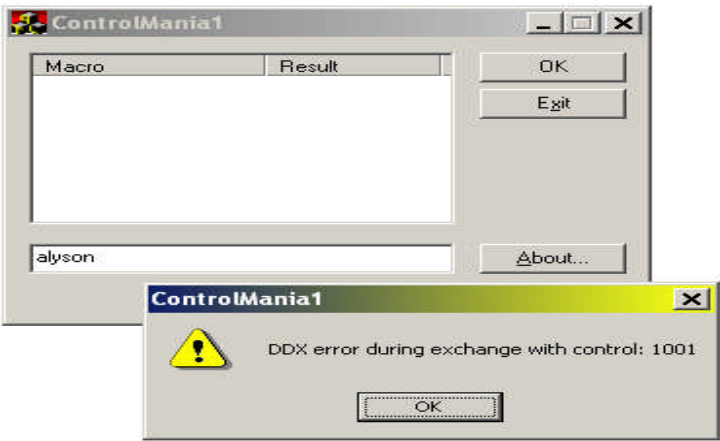 ControlMania1
Macro Result
OK
Exit
alyson
About...
ControlMania1
DDX error during exchange with control: 1001
OK